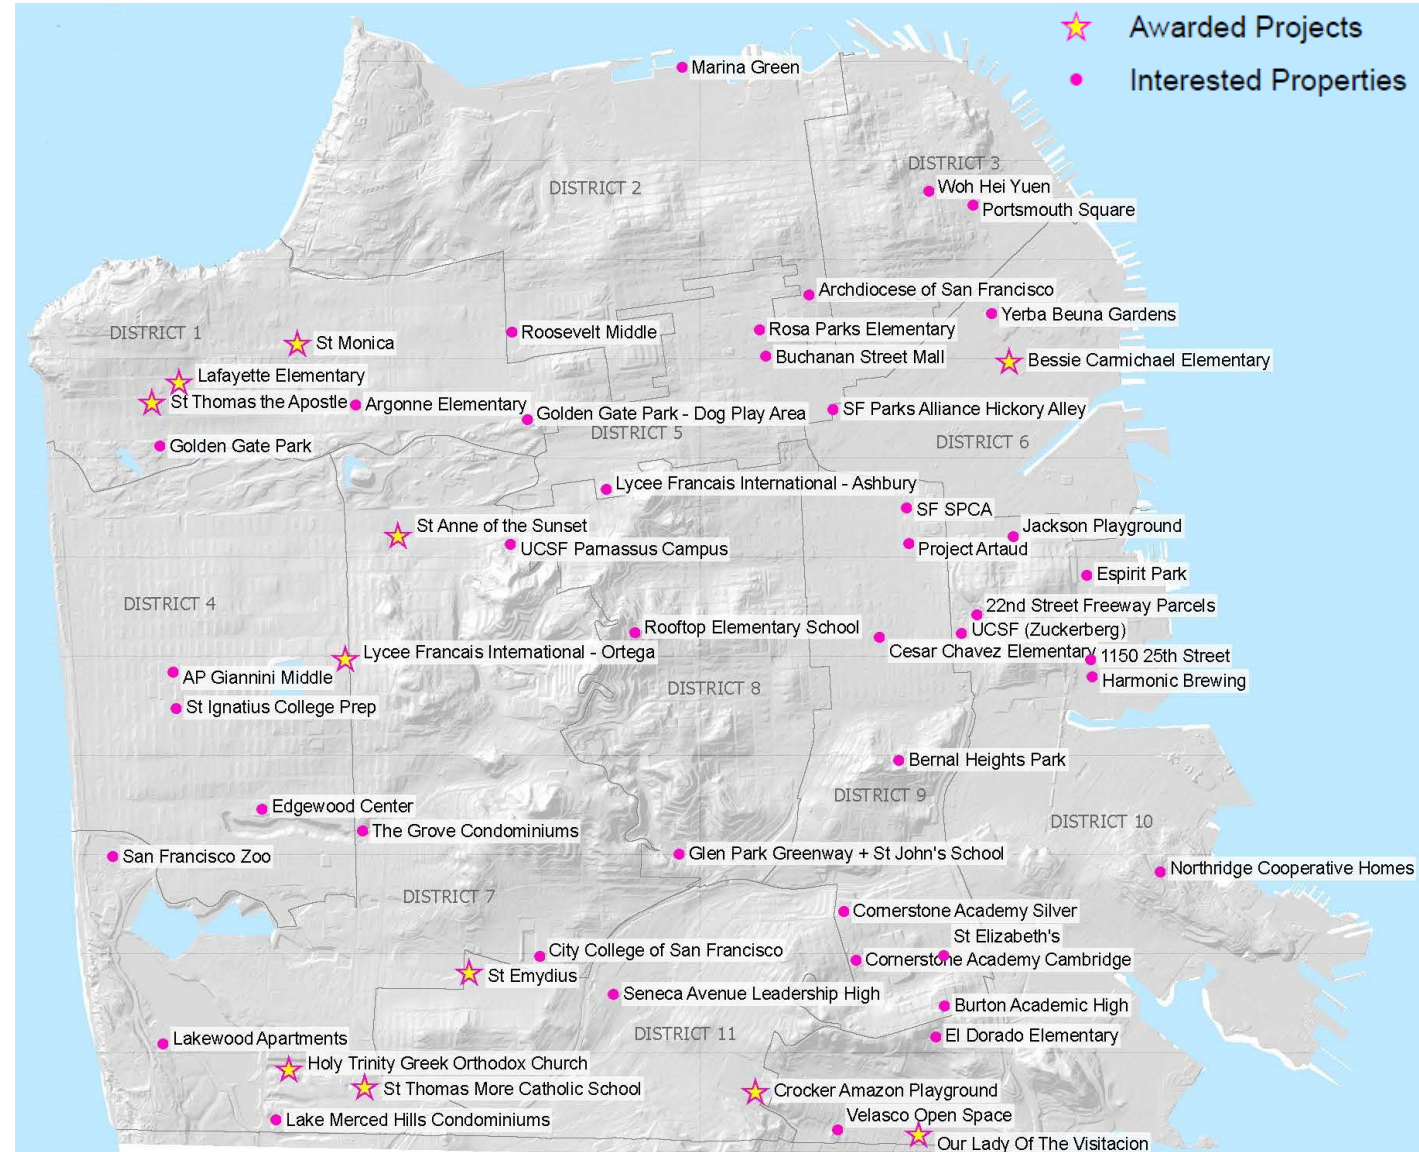 Awarded Projects
Interested Properties
Marina Green
DISTRICT 3
DISTRICT 2
Woh Hei Yuen
Portsmouth Square
Archdiocese of San Francisco
Yerba Beuna Gardens
DISTRICT 1
St Monica
Roosevelt Middle
Rosa Parks Elementary
Buchanan Street Mall
Bessie Carmichael Elementary
Lafayette Elementary
St Thomas the Apostle
Argonne Elementary
Golden Gate Park - Dog Play Area
SF Parks Alliance Hickory Alley
DISTRICT 5
DISTRICT 6
Golden Gate Park
Lycee Francais International - Ashbury
SF SPCA
St Anne of the Sunset
Jackson Playground
UCSF Parnassus Campus
Project Artaud
Espirit Park
DISTRICT 4
22nd Street Freeway Parcels
Rooftop Elementary School
UCSF (Zuckerberg)
Lycee Francais International - Ortega
Cesar Chavez Elementary
1150 25th Street
AP Giannini Middle
DISTRICT 8
Harmonic Brewing
St Ignatius College Prep
Bernal Heights Park
DISTRICT 9
Edgewood Center
DISTRICT 10
The Grove Condominiums
San Francisco Zoo
Glen Park Greenway + St John's School
Northridge Cooperative Homes
DISTRICT 7
Cornerstone Academy Silver
St Elizabeth's
City College of San Francisco
Cornerstone Academy Cambridge
St Emydius
Seneca Avenue Leadership High
Burton Academic High
DISTRICT 11
El Dorado Elementary
Lakewood Apartments
Holy Trinity Greek Orthodox Church
St Thomas More Catholic School
Crocker Amazon Playground
Velasco Open Space
Lake Merced Hills Condominiums
Our Lady Of The Visitacion